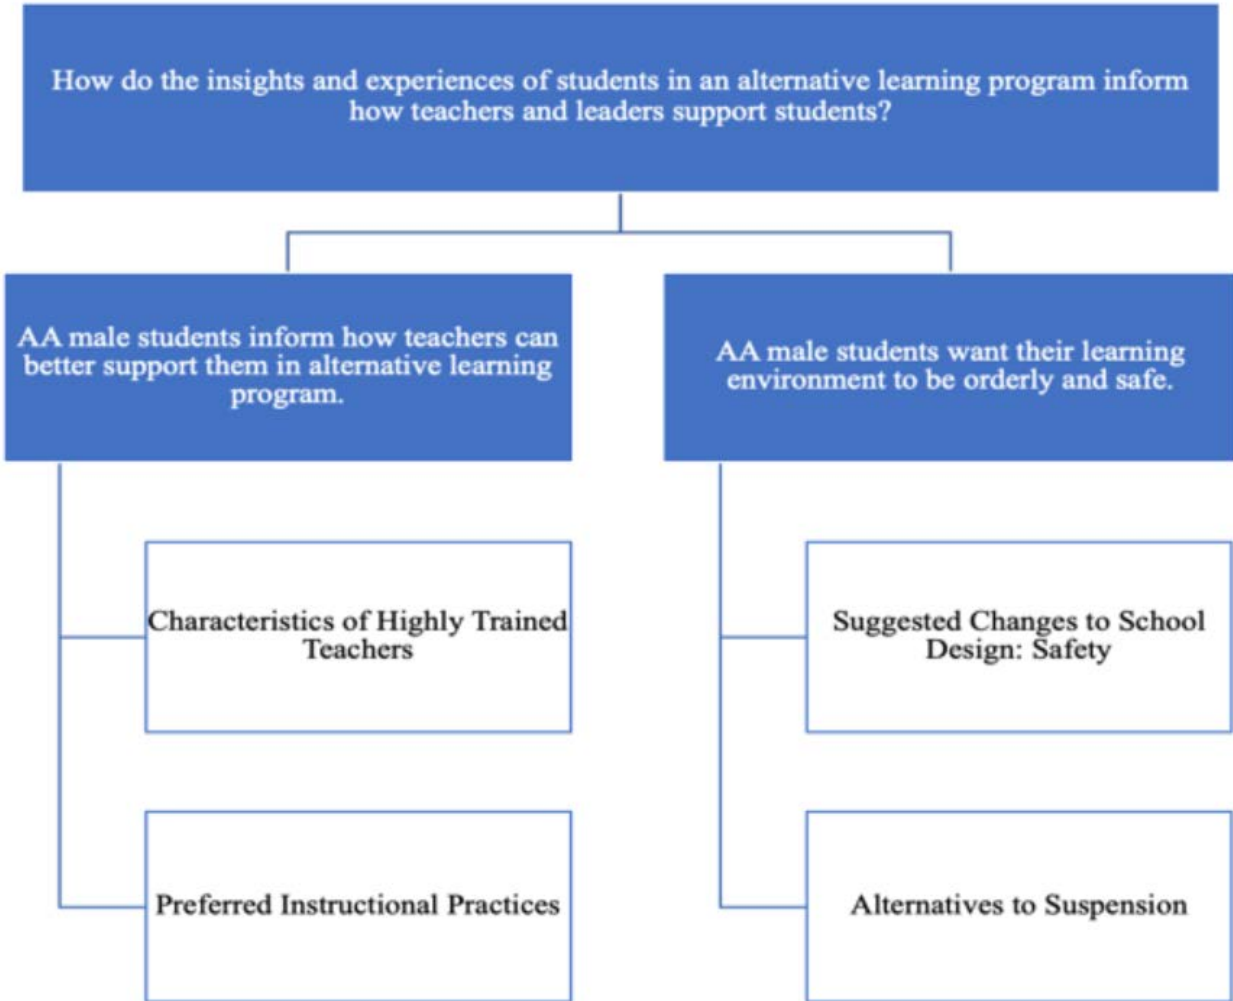 How do the insights and experiences of students in an alternative learning program inform
how teachers and leaders support students?
AA male students inform how teachers can
better support them in alternative learning
program.
AA male students want their learning
environment to be orderly and safe.
Characteristics of Highly Trained
Teachers
Suggested Changes to School
Design: Safety
Preferred Instructional Practices
Alternatives to Suspension